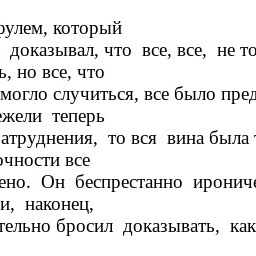 рулем, который
доказывал, что все, все, не то
ь, но все, что
могло случиться, все было пред
ежели теперь
атруднения, то вся вина была т
очности все
ено. Он беспрестанно ирониче
и, наконец,
тельно бросил доказывать, как